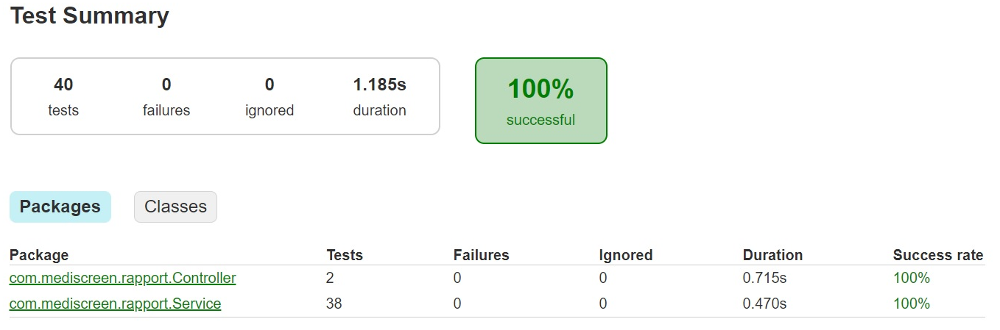 Test Summary
40 0 0 1.185s
tests failures ignored duration
100%
successful
Packages Classes
Package Tests Failures Ignored Duration Success rate
com.mediscreen.rapport.Controller 2 0 0 0.715s 100%
com.mediscreen.rapport.Service 38 0 0 0.470s 100%